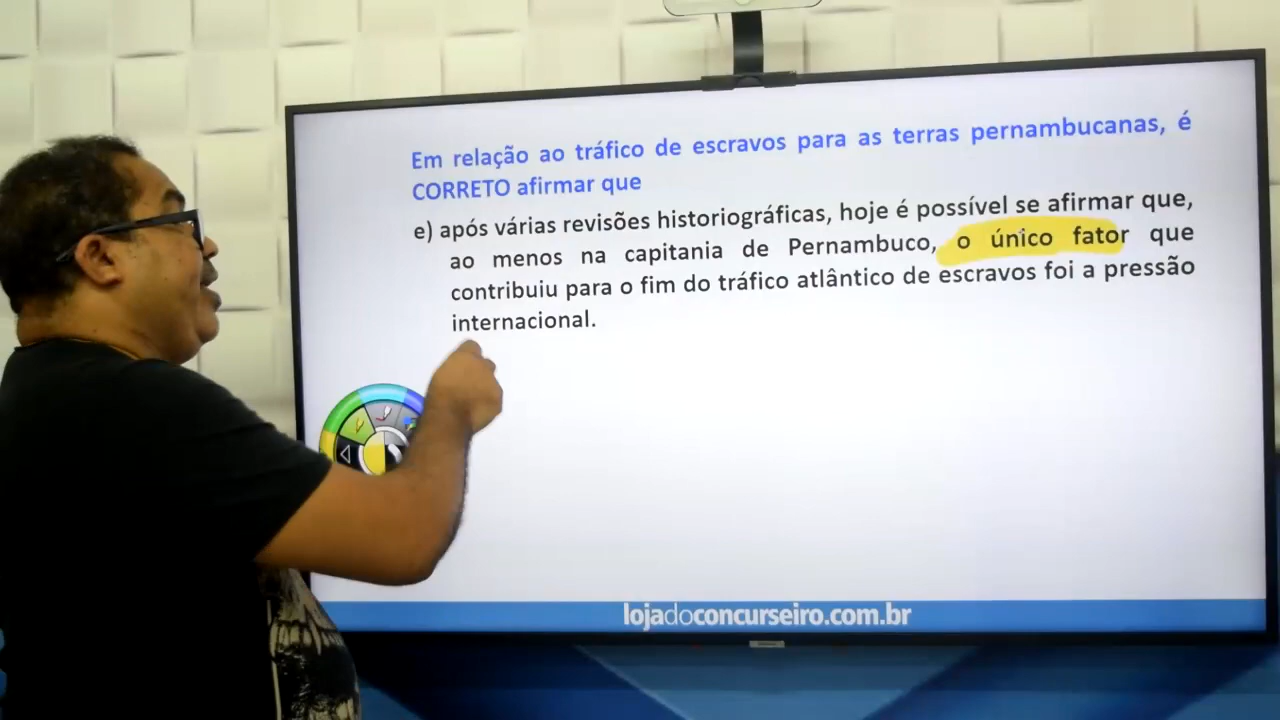 Em relação ao tráfico de escravos para as terras pernambucanas, é
CORRETO afirmar que
e) após várias revisões historiográficas, hoje é possível se afirmar que,
ao menos na capitania de Pernambuco, o único fator que
contribuiu para o fim do tráfico atlântico de escravos foi a pressão
internacional.
lojadoconcurseiro.com.br